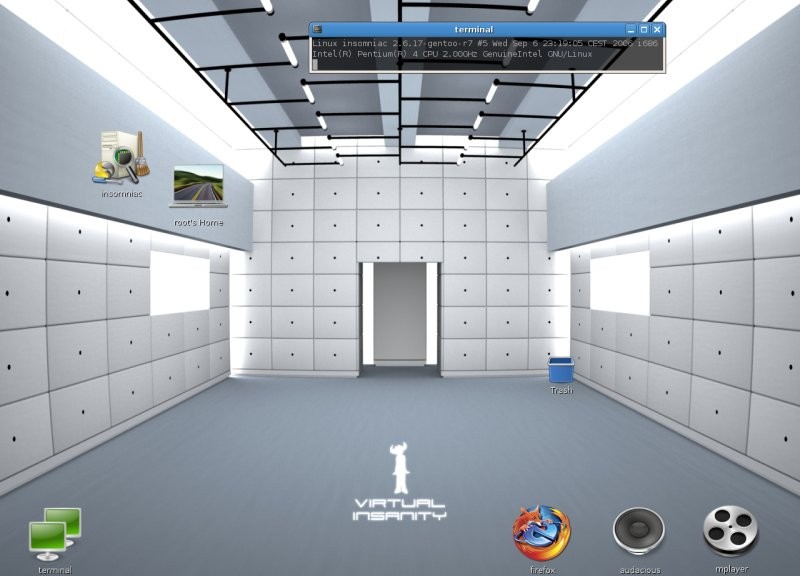 terminal
Linux insomniac 2.6.17-gentoo-r7 #5 Wed Sep 6 23:19:05 CEST 2006 i686
Intel(R) Pentium(R) 4 CPU 2.00GHz GenuineIntel GNU/Linux
insomniac
root's Home
Trash
VIRTUAL
INSANITY
terminal
firefox
audacious
mplayer